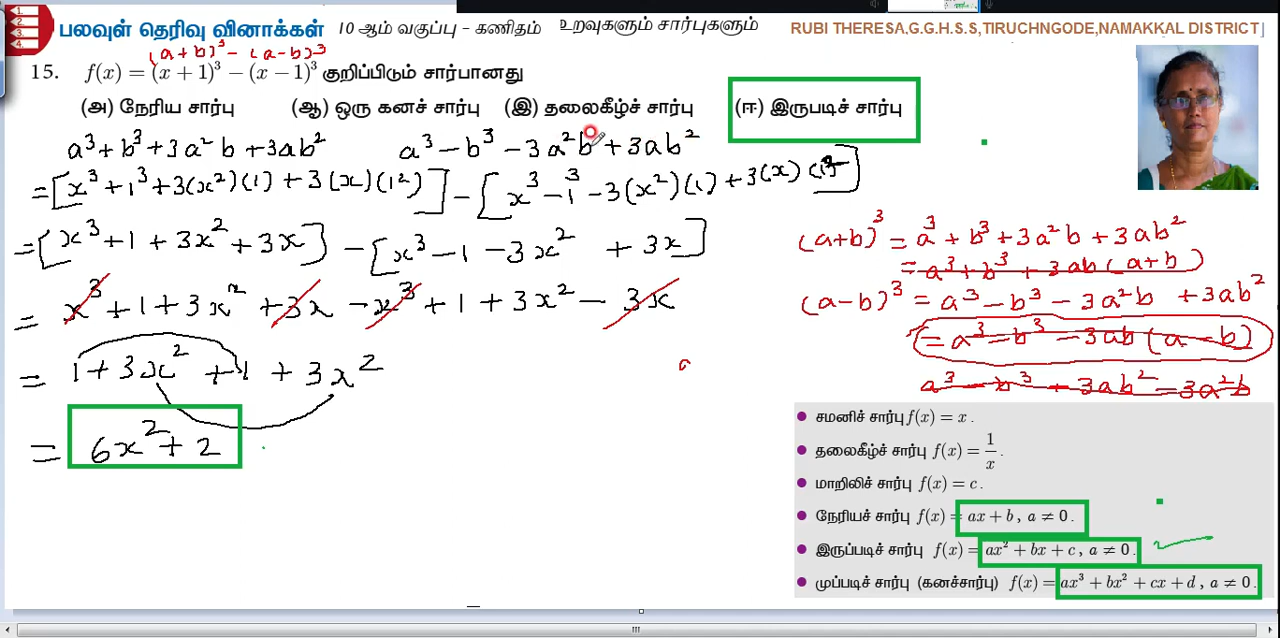 பலவுள் தெரிவு வினாக்கள் 10 ஆம் வகுப்பு - கணிதம் உறவுகளும் சார்புகளும் RUBI THERESA,G.G.H.S.S,TIRUCHNGODE,NAMAKKAL DISTRICT
(a+b)³ - (a-b)³
15. f(x) = (x + 1)³ − (x − 1)³ குறிப்பிடும் சார்பானது
(அ) நேரிய சார்பு (ஆ) ஒரு கனச் சார்பு (இ) தலைகீழ்ச் சார்பு (ஈ) இருபடிச் சார்பு
a³ + b³ + 3a²b + 3ab² a³ - b³ - 3a²b + 3ab²
= [x³ + 1³ + 3(x²)(1) + 3(x)(1²)] - [x³ - 1³ - 3(x²)(1) + 3(x)(1²)]
= [x³ + 1 + 3x² + 3x] - [x³ - 1 - 3x² + 3x]
= x³ + 1 + 3x² + 3x - x³ + 1 + 3x² - 3x
= 1 + 3x² + 1 + 3x²
= 6x² + 2
(a+b)³ = a³ + b³ + 3a²b + 3ab²
= a³ + b³ + 3ab(a+b)
(a-b)³ = a³ - b³ - 3a²b + 3ab²
= a³ - b³ - 3ab(a-b)
a³ - b³ + 3ab² - 3a²b
a
• சமனிச் சார்பு f(x) = x.
• தலைகீழ்ச் சார்பு f(x) = 1/x.
• மாறிலிச் சார்பு f(x) = c.
• நேரியச் சார்பு f(x) = ax + b, a ≠ 0.
• இருப்படிச் சார்பு f(x) = ax² + bx + c, a ≠ 0.
• முப்படிச் சார்பு (கனச்சார்பு) f(x) = ax³ + bx² + cx + d, a ≠ 0.